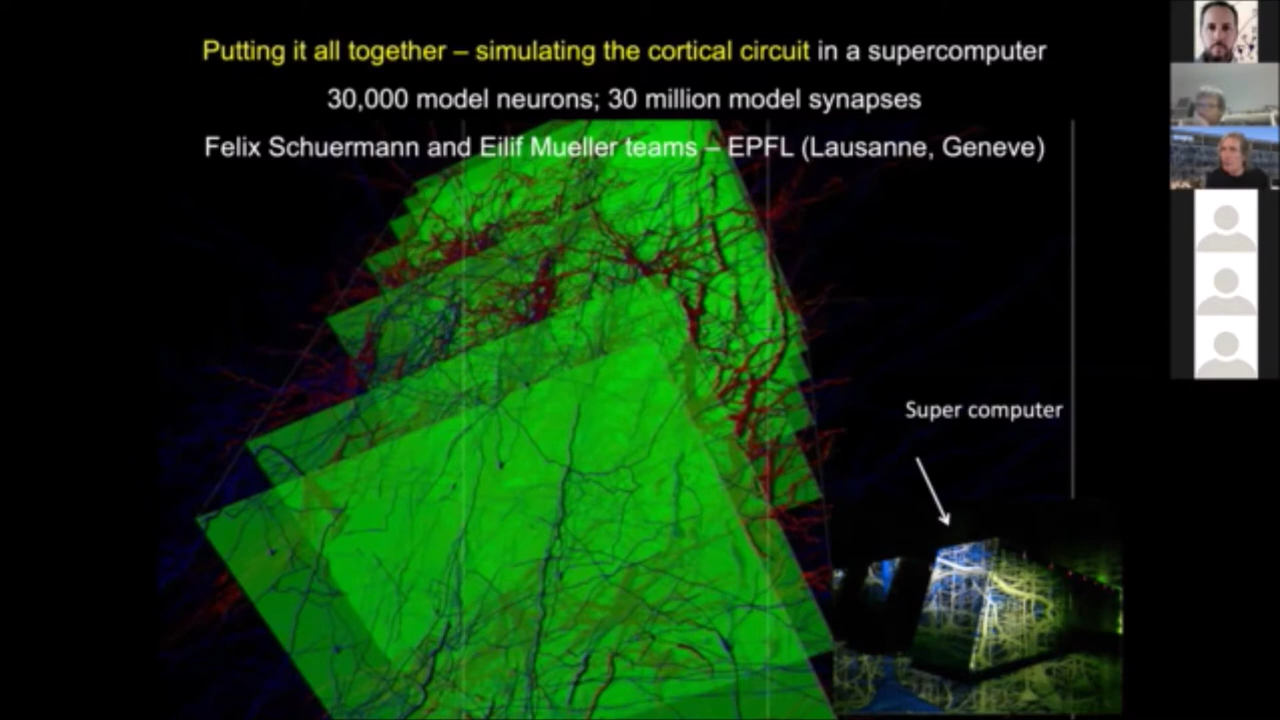 Putting it all together – simulating the cortical circuit in a supercomputer
30,000 model neurons; 30 million model synapses
Felix Schuermann and Eilif Mueller teams – EPFL (Lausanne, Geneve)
Super computer